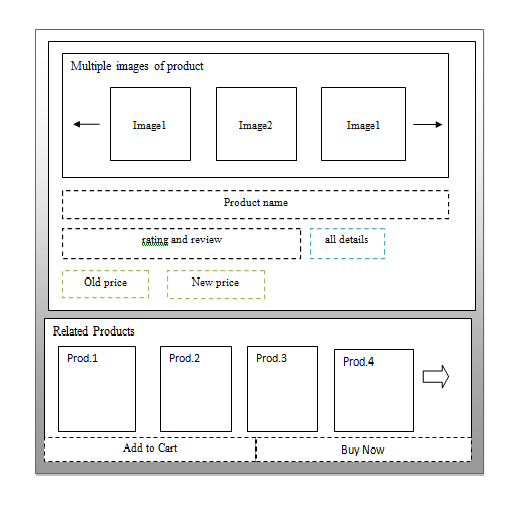 Multiple images of product
Image1 Image2 Image1
Product name
rating and review all details
Old price New price
Related Products
Prod.1 Prod.2 Prod.3 Prod.4
Add to Cart Buy Now